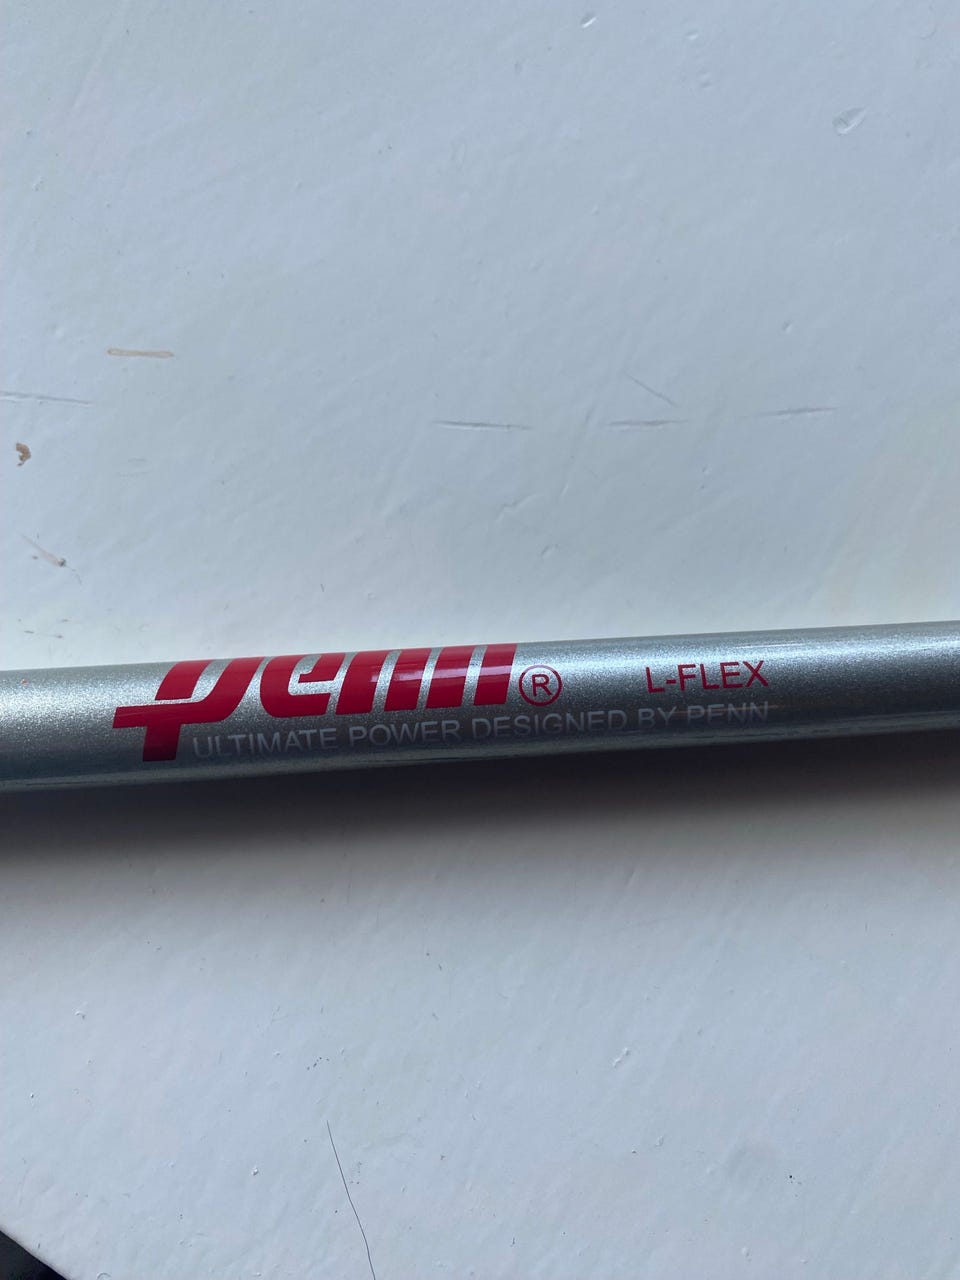 Penn® L-FLEX
ULTIMATE POWER DESIGNED BY PENN